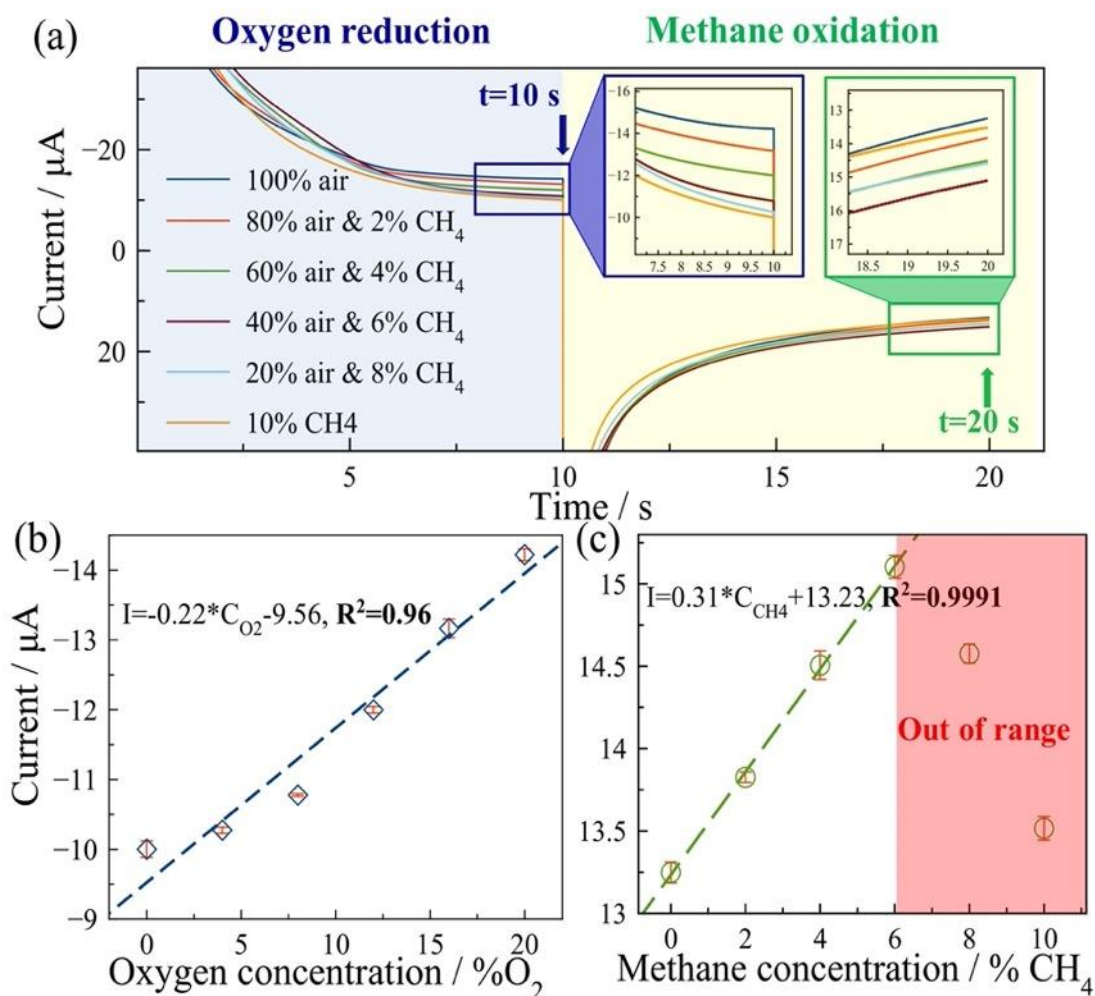 (a)
Oxygen reduction
Methane oxidation
t=10 s
100% air
80% air & 2% CH₄
60% air & 4% CH₄
40% air & 6% CH₄
20% air & 8% CH₄
10% CH4
t=20 s
Current / μA
−20
0
20
5
10
15
20
Time / s
−16
−14
−12
−10
7.5
8
8.5
9
9.5
10
13
14
15
16
17
18.5
19
19.5
20
(b)
I=-0.22*C_O2-9.56, R²=0.96
Current / μA
−14
−13
−12
−11
−10
−9
0
5
10
15
20
Oxygen concentration / %O₂
(c)
I=0.31*C_CH4+13.23, R²=0.9991
Out of range
15
14.5
14
13.5
13
0
2
4
6
8
10
Methane concentration / % CH₄